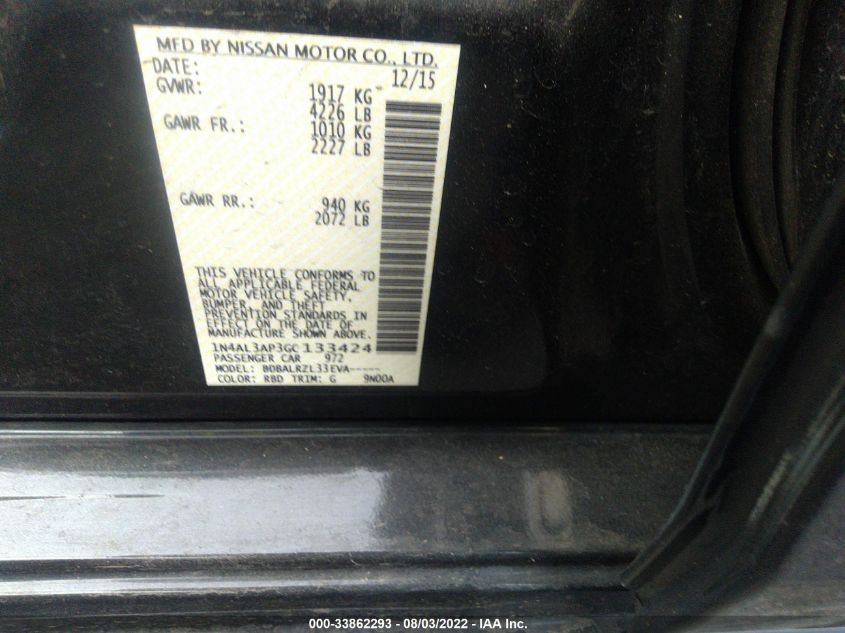 MFD BY NISSAN MOTOR CO., LTD.
DATE: 12/15
GVWR: 1917 KG
4226 LB
GAWR FR.: 1010 KG
2227 LB
GAWR RR.: 940 KG
2072 LB
THIS VEHICLE CONFORMS TO
ALL APPLICABLE FEDERAL
MOTOR VEHICLE SAFETY,
BUMPER, AND THEFT
PREVENTION STANDARDS IN
EFFECT ON THE DATE OF
MANUFACTURE SHOWN ABOVE.
1N4AL3AP3GC133424
PASSENGER CAR 972
MODEL: BDBALRZL33EVA-----
COLOR: RBD TRIM: G 9N00A
000-33862293 - 08/03/2022 - IAA Inc.